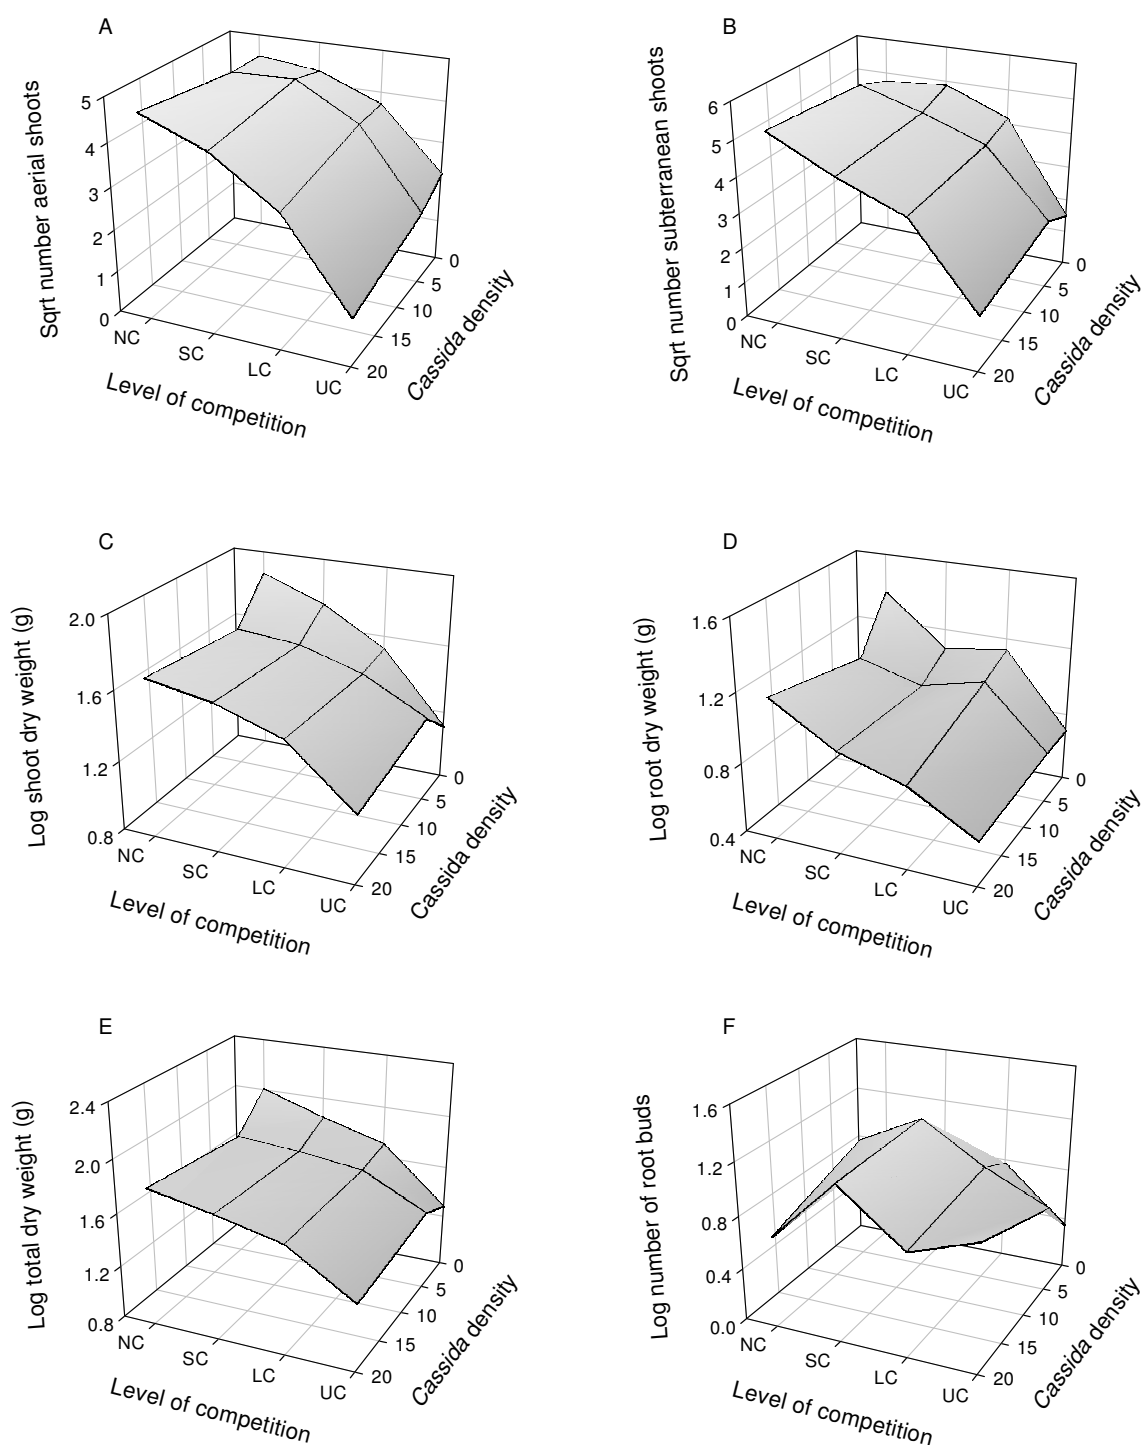 A
Sqrt number aerial shoots
5
4
3
2
1
0
NC
SC
LC
UC
Level of competition
0
5
10
15
20
Cassida density
B
Sqrt number subterranean shoots
6
5
4
3
2
1
0
NC
SC
LC
UC
Level of competition
0
5
10
15
20
Cassida density
C
Log shoot dry weight (g)
2.0
1.6
1.2
0.8
NC
SC
LC
UC
Level of competition
0
5
10
15
20
Cassida density
D
Log root dry weight (g)
1.6
1.2
0.8
0.4
NC
SC
LC
UC
Level of competition
0
5
10
15
20
Cassida density
E
Log total dry weight (g)
2.4
2.0
1.6
1.2
0.8
NC
SC
LC
UC
Level of competition
0
5
10
15
20
Cassida density
F
Log number of root buds
1.6
1.2
0.8
0.4
0.0
NC
SC
LC
UC
Level of competition
0
5
10
15
20
Cassida density